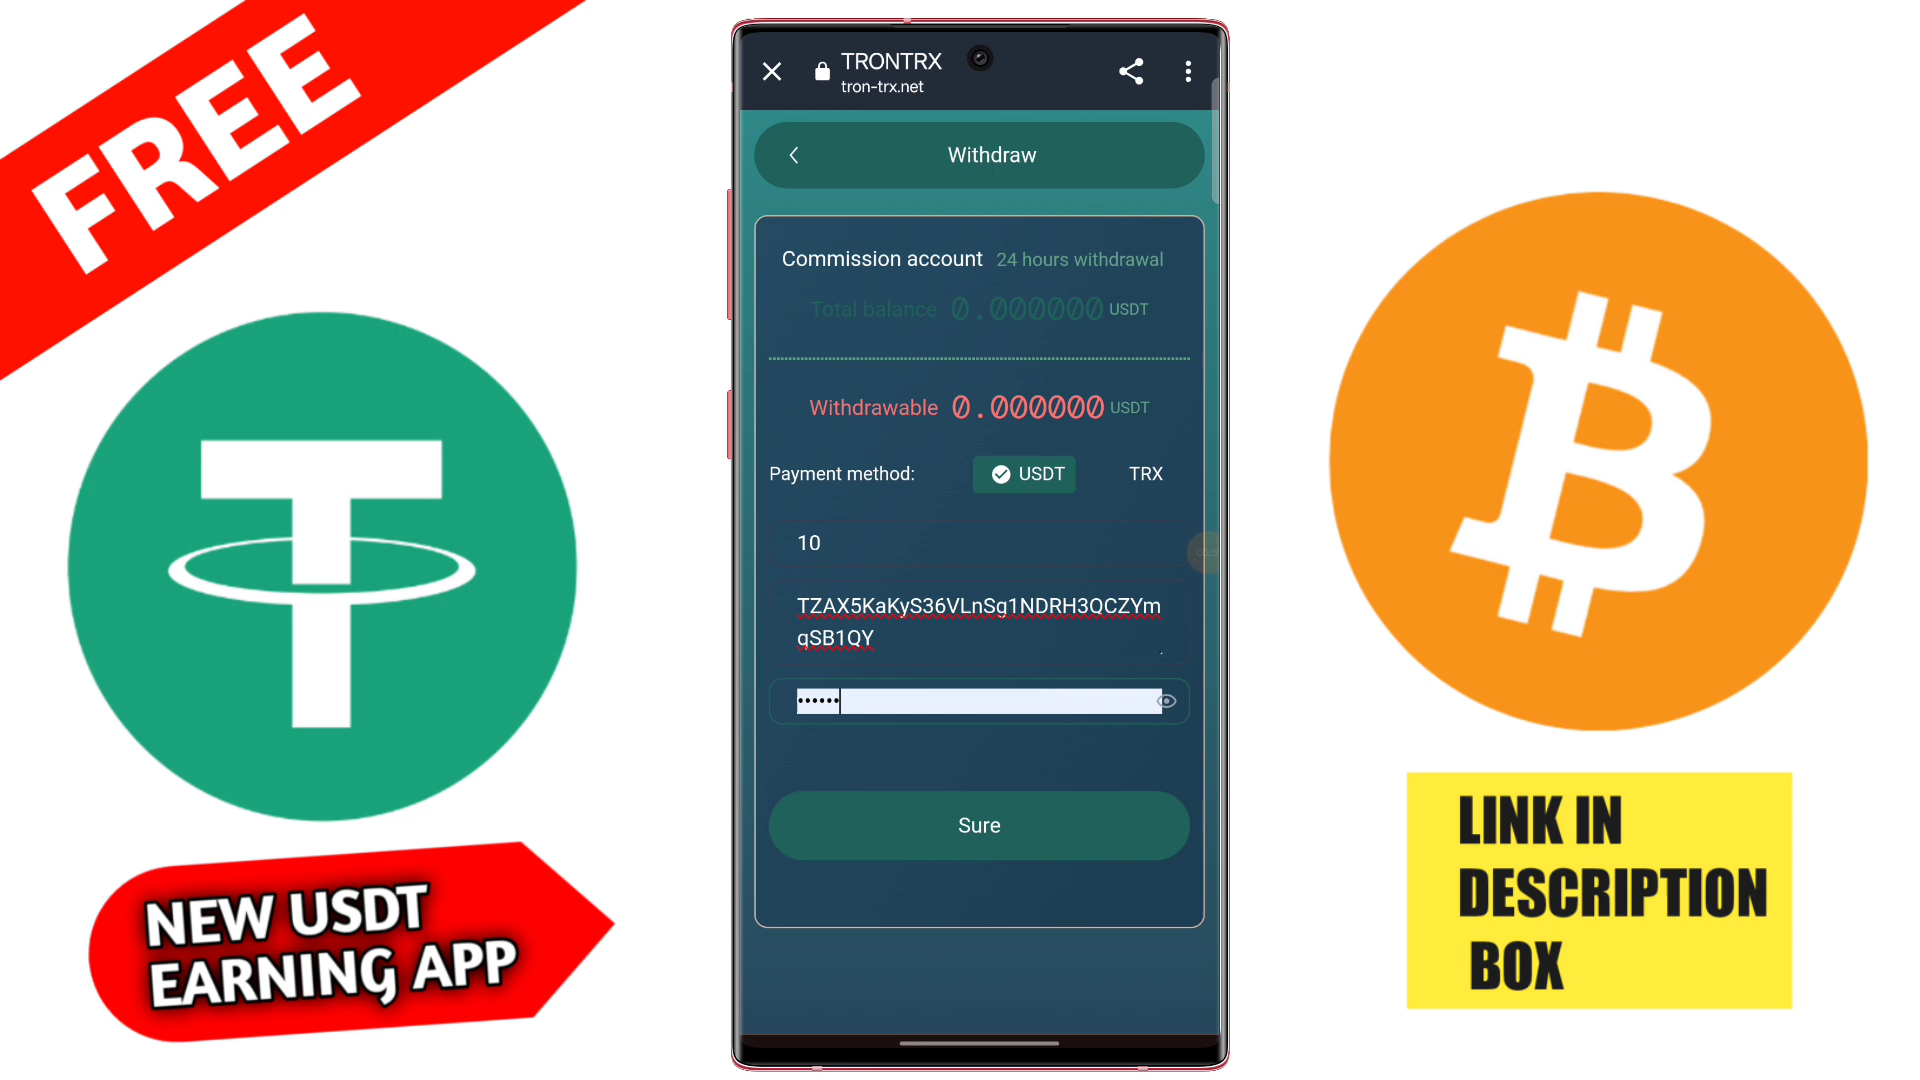 FREE
TRONTRX
tron-trx.net
Withdraw
Commission account 24 hours withdrawal
Total balance 0.000000 USDT
Withdrawable 0.000000 USDT
Payment method: USDT TRX
10
TZAX5KaKyS36VLnSg1NDRH3QCZYm
qSB1QY
••••••
Sure
NEW USDT
EARNING APP
LINK IN
DESCRIPTION
BOX